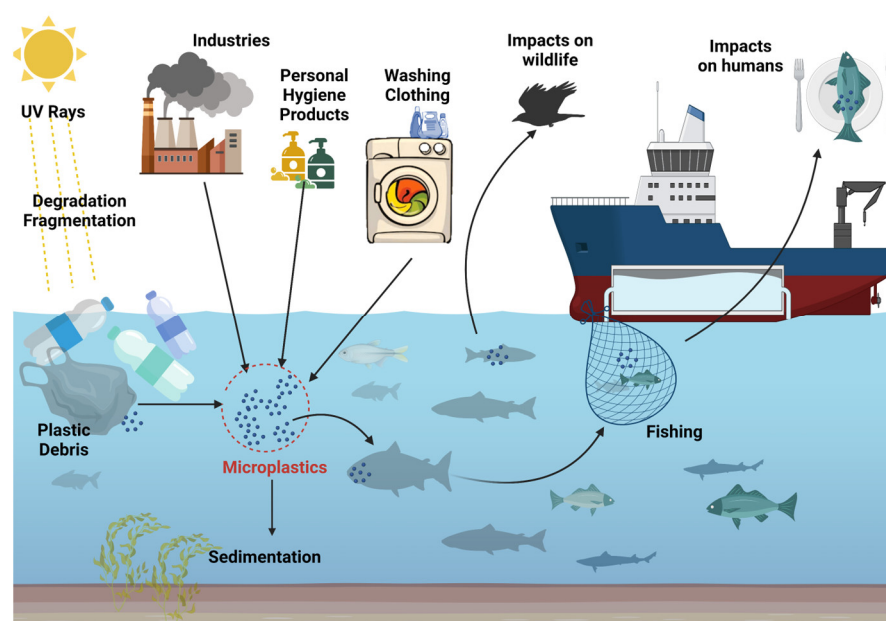 Industries
Impacts on
wildlife
Impacts
on humans
Personal
Hygiene
Products
Washing
Clothing
UV Rays
Degradation
Fragmentation
Plastic
Debris
Microplastics
Fishing
Sedimentation